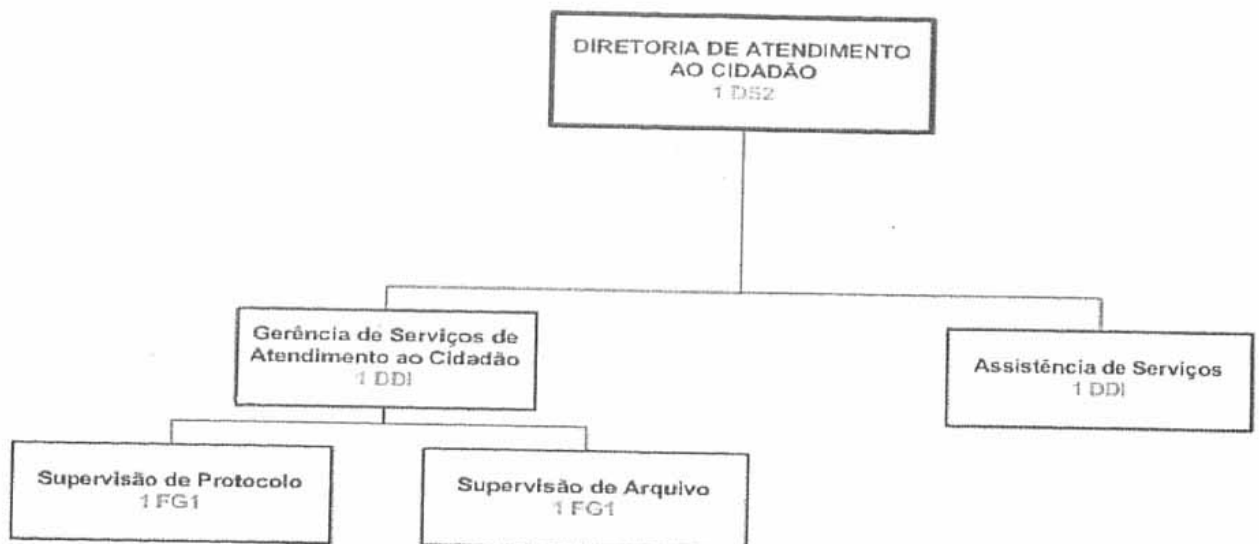 DIRETORIA DE ATENDIMENTO
AO CIDADÃO
1 DS2
Gerência de Serviços de
Atendimento ao Cidadão
1 DDI
Assistência de Serviços
1 DDI
Supervisão de Protocolo
1 FG1
Supervisão de Arquivo
1 FG1